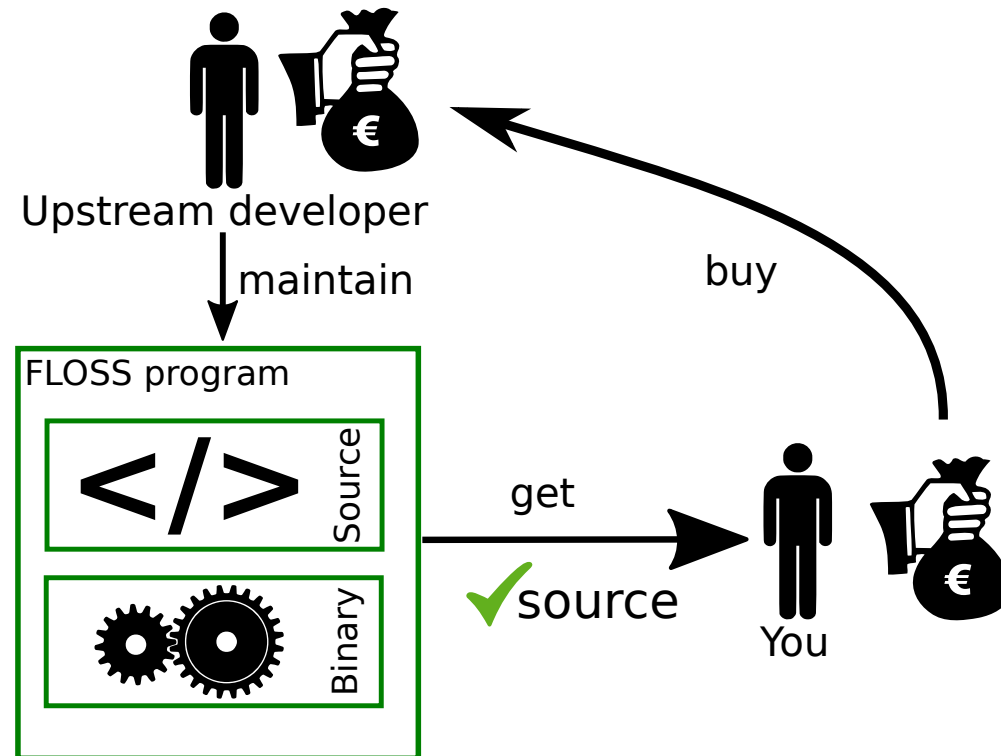 €
Upstream developer
maintain
buy
FLOSS program
</>
Source
get
source
€
Binary
You